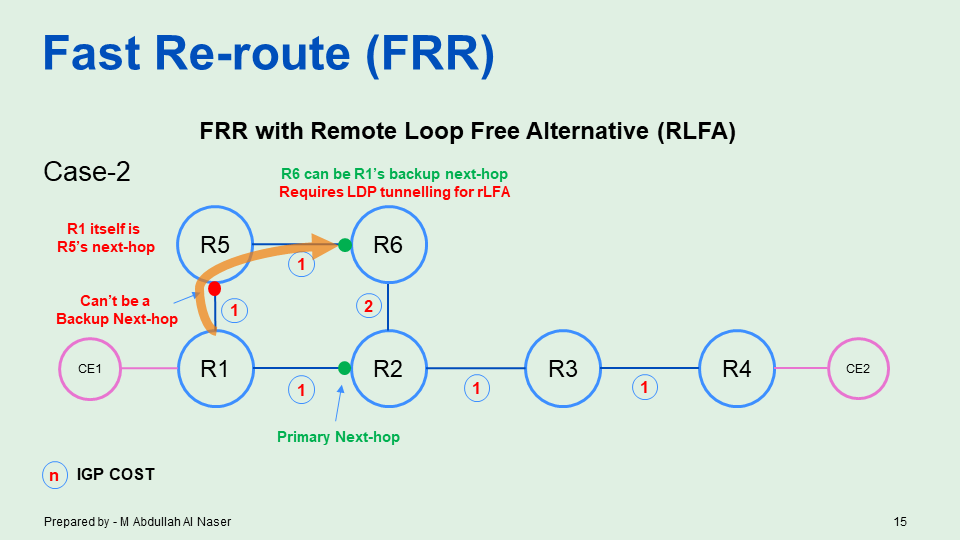 Fast Re-route (FRR)
FRR with Remote Loop Free Alternative (RLFA)
Case-2
R6 can be R1's backup next-hop
Requires LDP tunnelling for rLFA
R1 itself is
R5's next-hop
R5
R6
1
Can't be a
Backup Next-hop
1
2
CE1
R1
R2
R3
R4
CE2
1
1
1
Primary Next-hop
n
IGP COST
Prepared by - M Abdullah Al Naser
15